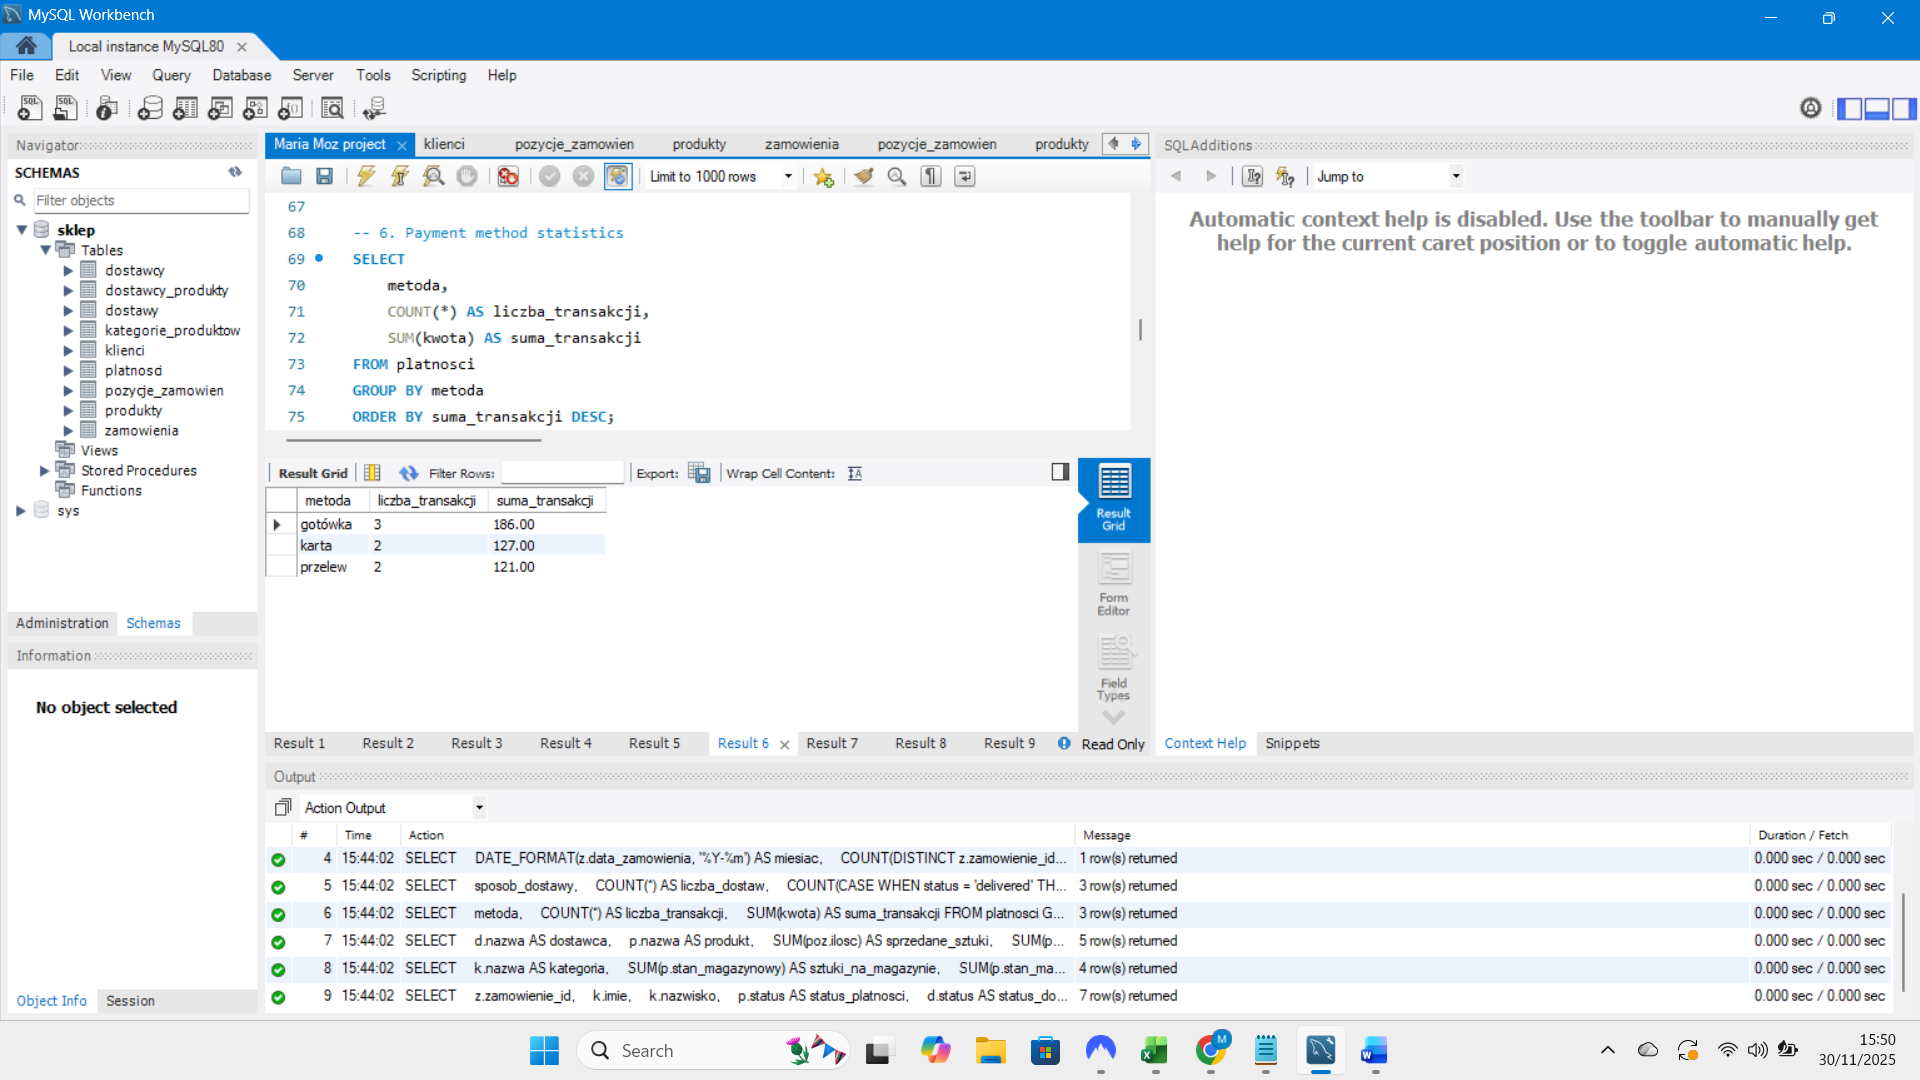 MySQL Workbench
Local instance MySQL80
File Edit View Query Database Server Tools Scripting Help
Navigator
SCHEMAS
Filter objects
sklep
Tables
dostawcy
dostawcy_produkty
dostawy
kategorie_produktow
klienci
platnosci
pozycje_zamowien
produkty
zamowienia
Views
Stored Procedures
Functions
sys
Administration Schemas
Information
No object selected
Object Info Session
Maria Moz project klienci pozycje_zamowien produkty zamowienia pozycje_zamowien produkty
Limit to 1000 rows
67
68 -- 6. Payment method statistics
69 SELECT
70 metoda,
71 COUNT(*) AS liczba_transakcji,
72 SUM(kwota) AS suma_transakcji
73 FROM platnosci
74 GROUP BY metoda
75 ORDER BY suma_transakcji DESC;
Result Grid Filter Rows: Export: Wrap Cell Content:
metoda liczba_transakcji suma_transakcji
gotówka 3 186.00
karta 2 127.00
przelew 2 121.00
Result Grid
Form Editor
Field Types
Result 1 Result 2 Result 3 Result 4 Result 5 Result 6 Result 7 Result 8 Result 9 Read Only
SQLAdditions
Jump to
Automatic context help is disabled. Use the toolbar to manually get
help for the current caret position or to toggle automatic help.
Context Help Snippets
Output
Action Output
# Time Action Message Duration / Fetch
4 15:44:02 SELECT DATE_FORMAT(z.data_zamowienia, '%Y-%m') AS miesiac, COUNT(DISTINCT z.zamowienie_id... 1 row(s) returned 0.000 sec / 0.000 sec
5 15:44:02 SELECT sposob_dostawy, COUNT(*) AS liczba_dostaw, COUNT(CASE WHEN status = 'delivered' TH... 3 row(s) returned 0.000 sec / 0.000 sec
6 15:44:02 SELECT metoda, COUNT(*) AS liczba_transakcji, SUM(kwota) AS suma_transakcji FROM platnosci G... 3 row(s) returned 0.000 sec / 0.000 sec
7 15:44:02 SELECT d.nazwa AS dostawca, p.nazwa AS produkt, SUM(poz.ilosc) AS sprzedane_sztuki, SUM(p... 5 row(s) returned 0.000 sec / 0.000 sec
8 15:44:02 SELECT k.nazwa AS kategoria, SUM(p.stan_magazynowy) AS sztuki_na_magazynie, SUM(p.stan_ma... 4 row(s) returned 0.000 sec / 0.000 sec
9 15:44:02 SELECT z.zamowienie_id, k.imie, k.nazwisko, p.status AS status_platnosci, d.status AS status_do... 7 row(s) returned 0.000 sec / 0.000 sec
Search
15:50
30/11/2025